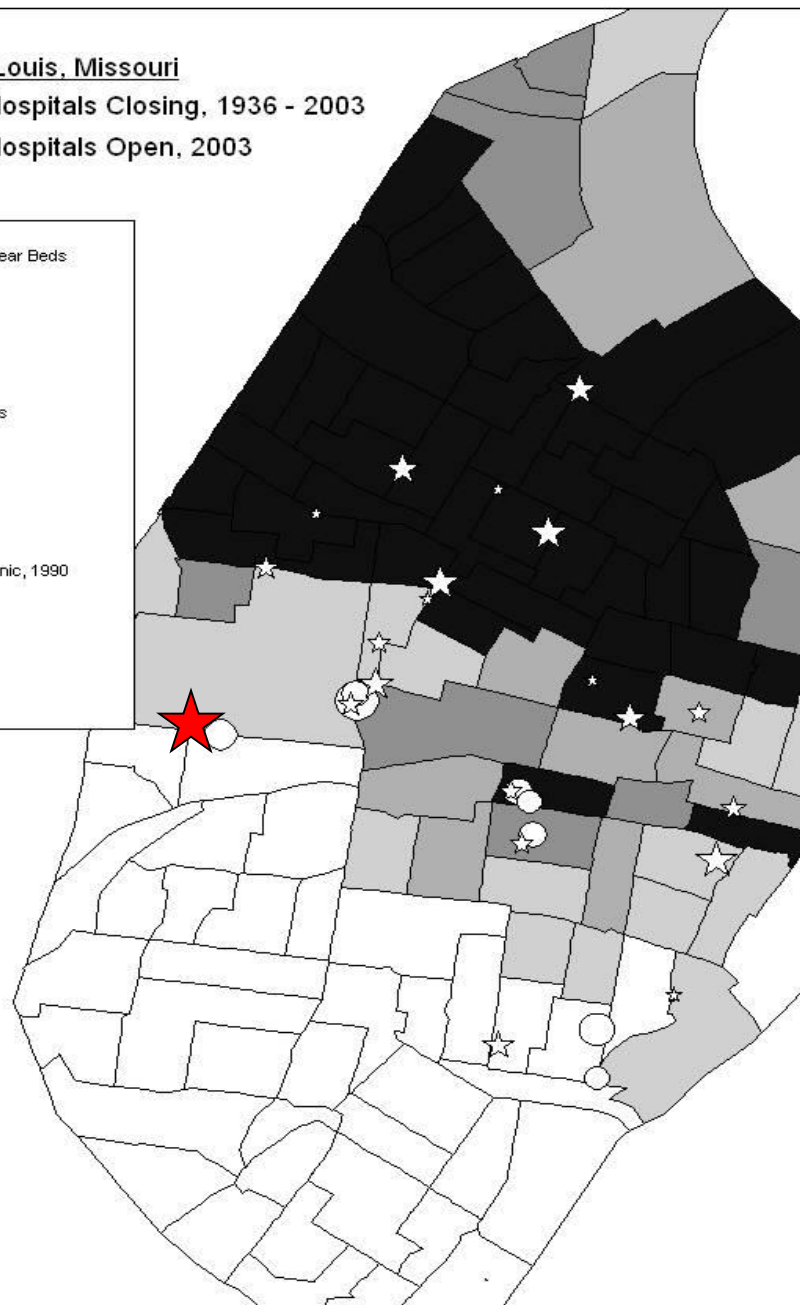 Louis, Missouri
ospitals Closing, 1936 - 2003
ospitals Open, 2003
ear Beds
s
nic, 1990